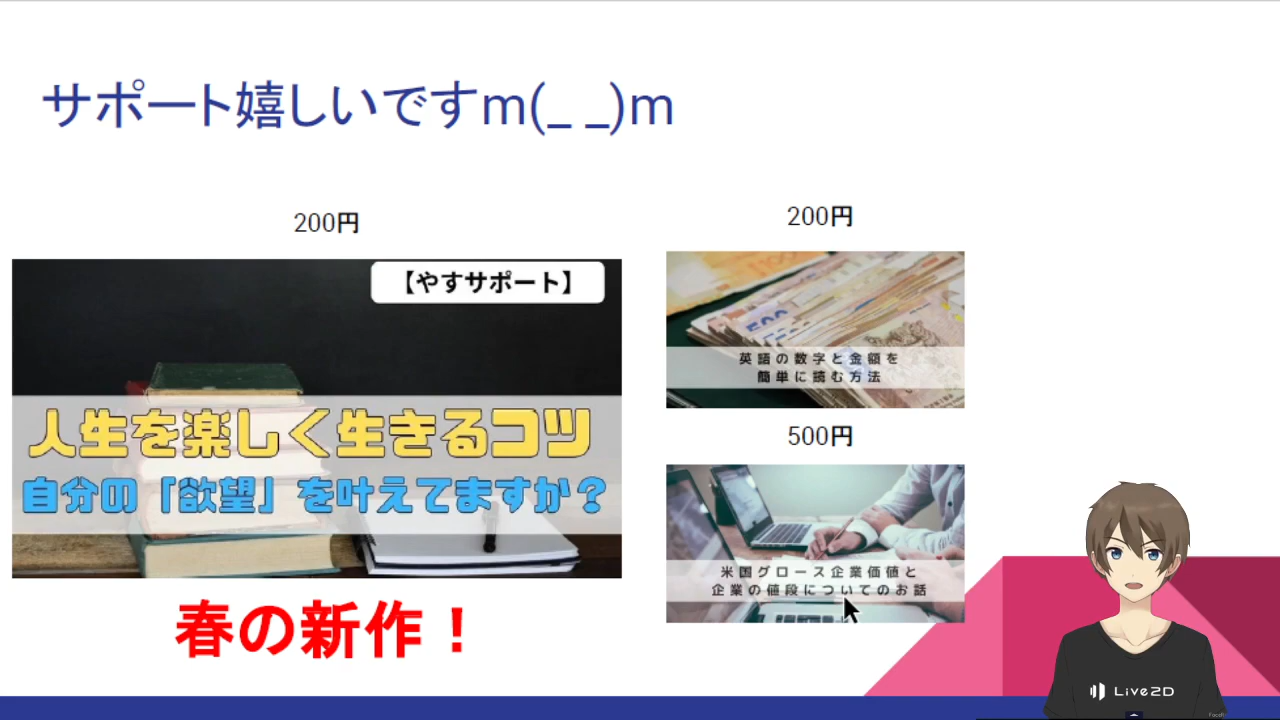 サポート嬉しいですm(_ _)m
200円
【やすサポート】
人生を楽しく生きるコツ
自分の「欲望」を叶えてますか？
春の新作！
200円
英語の数字と金額を
簡単に読む方法
500円
米国グロース企業価値と
企業の値段についてのお話
Live2D